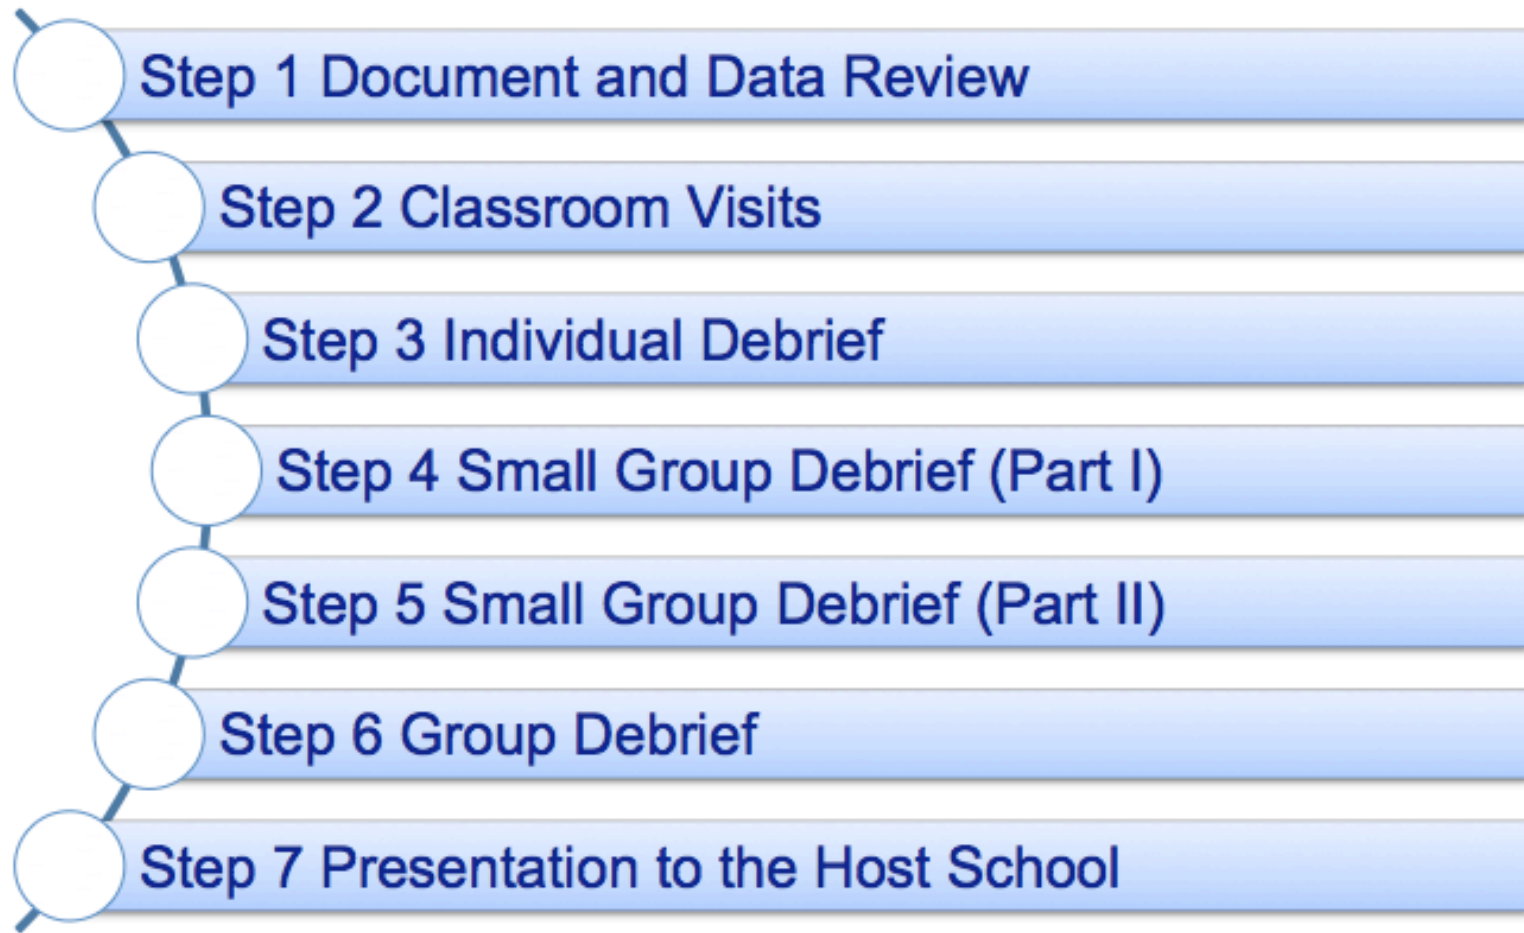 Step 1 Document and Data Review
Step 2 Classroom Visits
Step 3 Individual Debrief
Step 4 Small Group Debrief (Part I)
Step 5 Small Group Debrief (Part II)
Step 6 Group Debrief
Step 7 Presentation to the Host School